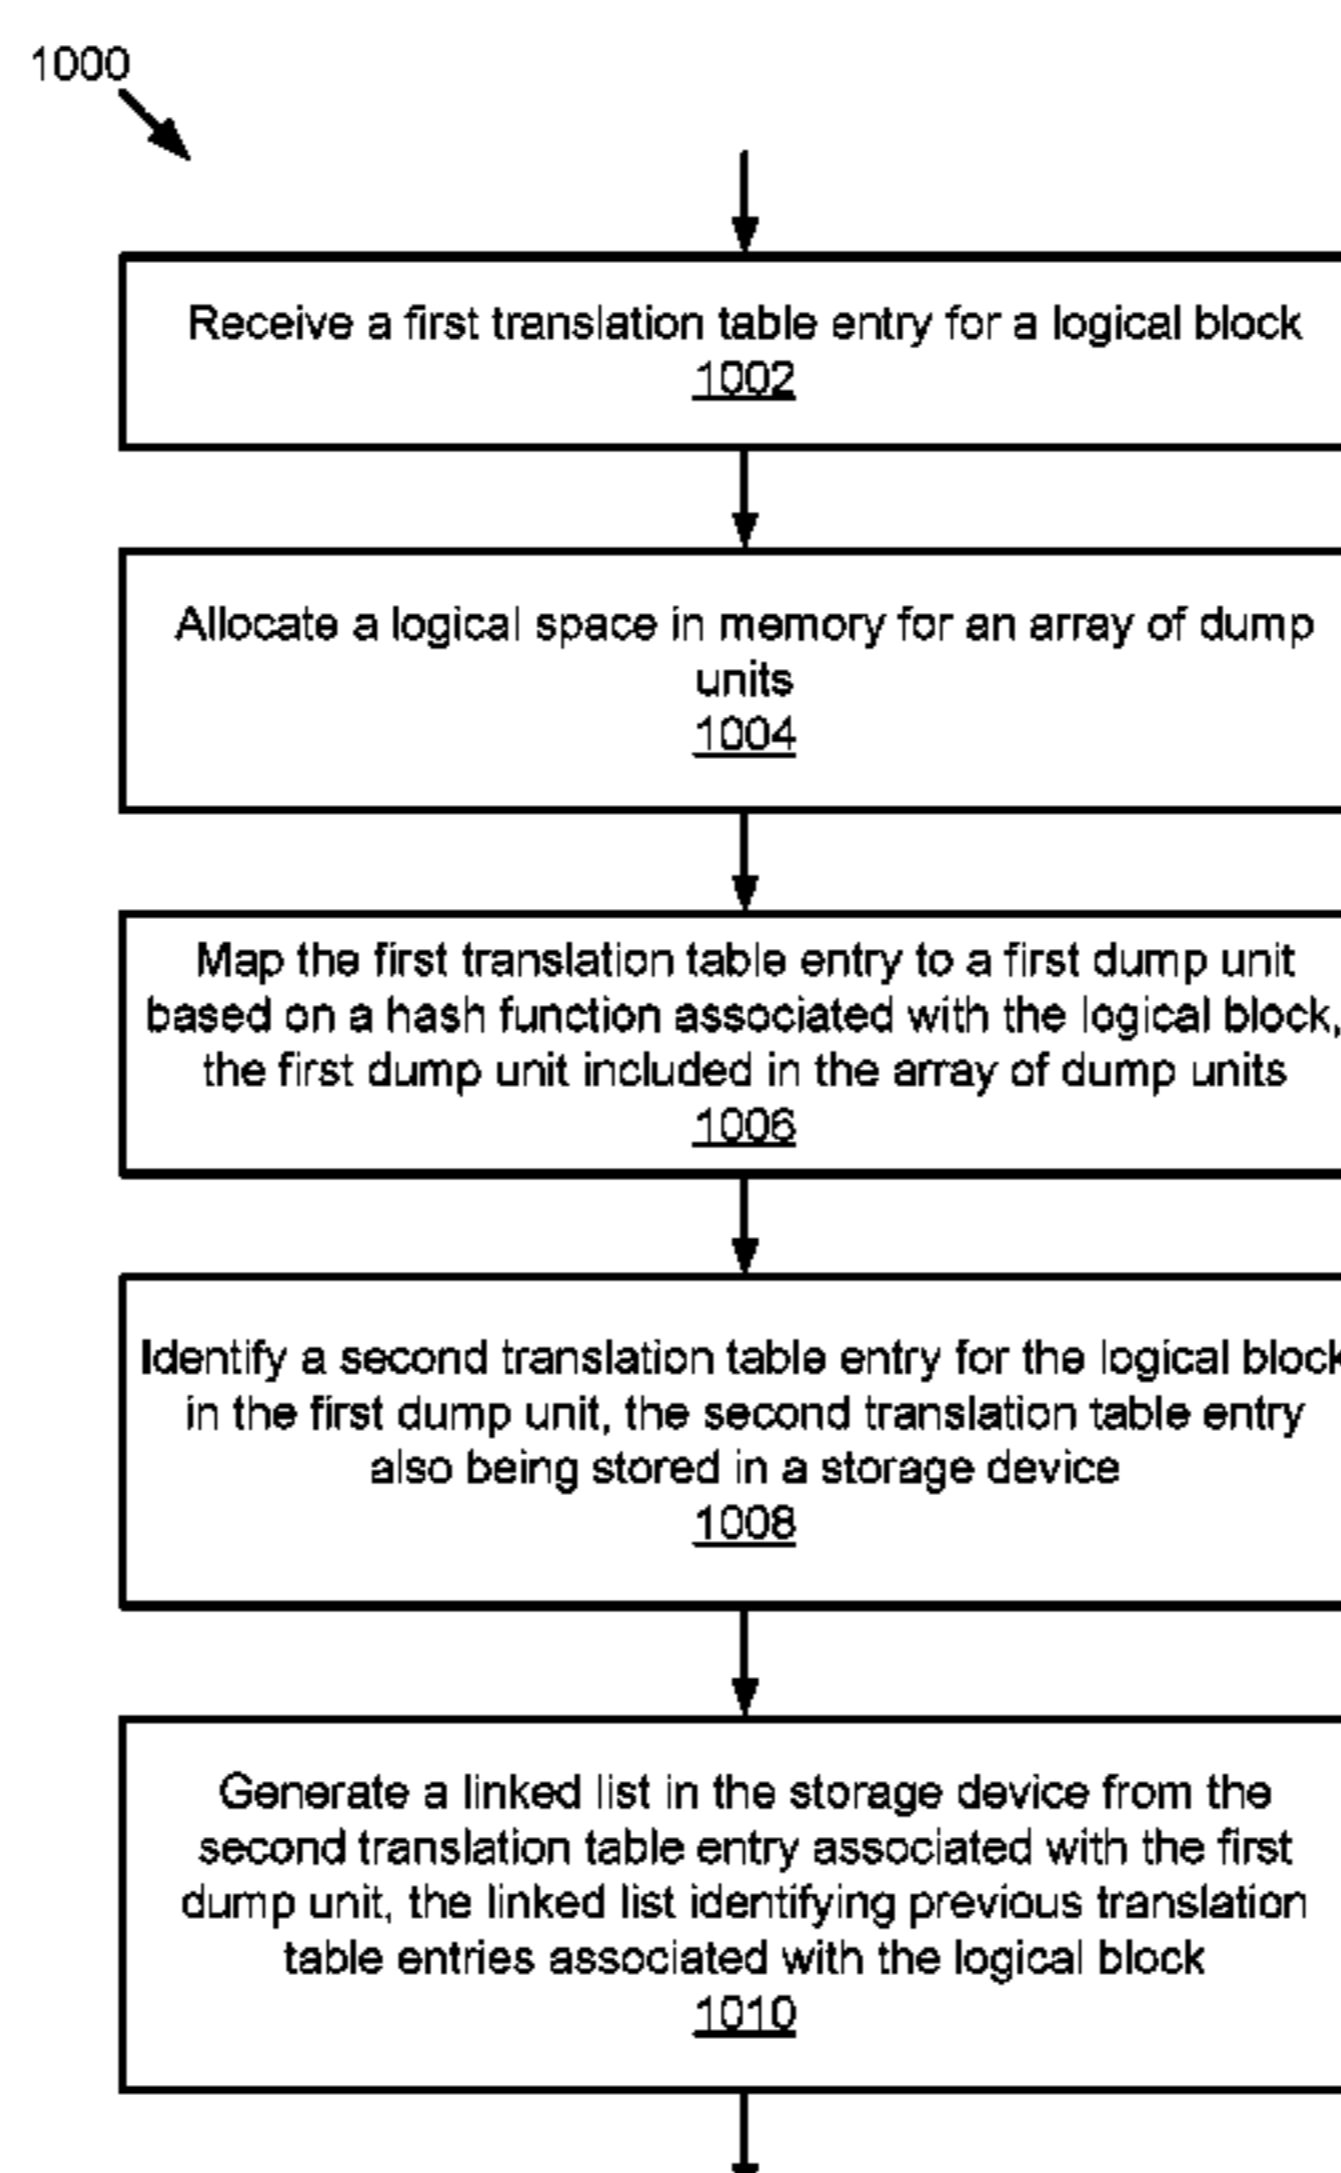 1000
Receive a first translation table entry for a logical block
1002
Allocate a logical space in memory for an array of dump
units
1004
Map the first translation table entry to a first dump unit
based on a hash function associated with the logical block,
the first dump unit included in the array of dump units
1006
Identify a second translation table entry for the logical block
in the first dump unit, the second translation table entry
also being stored in a storage device
1008
Generate a linked list in the storage device from the
second translation table entry associated with the first
dump unit, the linked list identifying previous translation
table entries associated with the logical block
1010